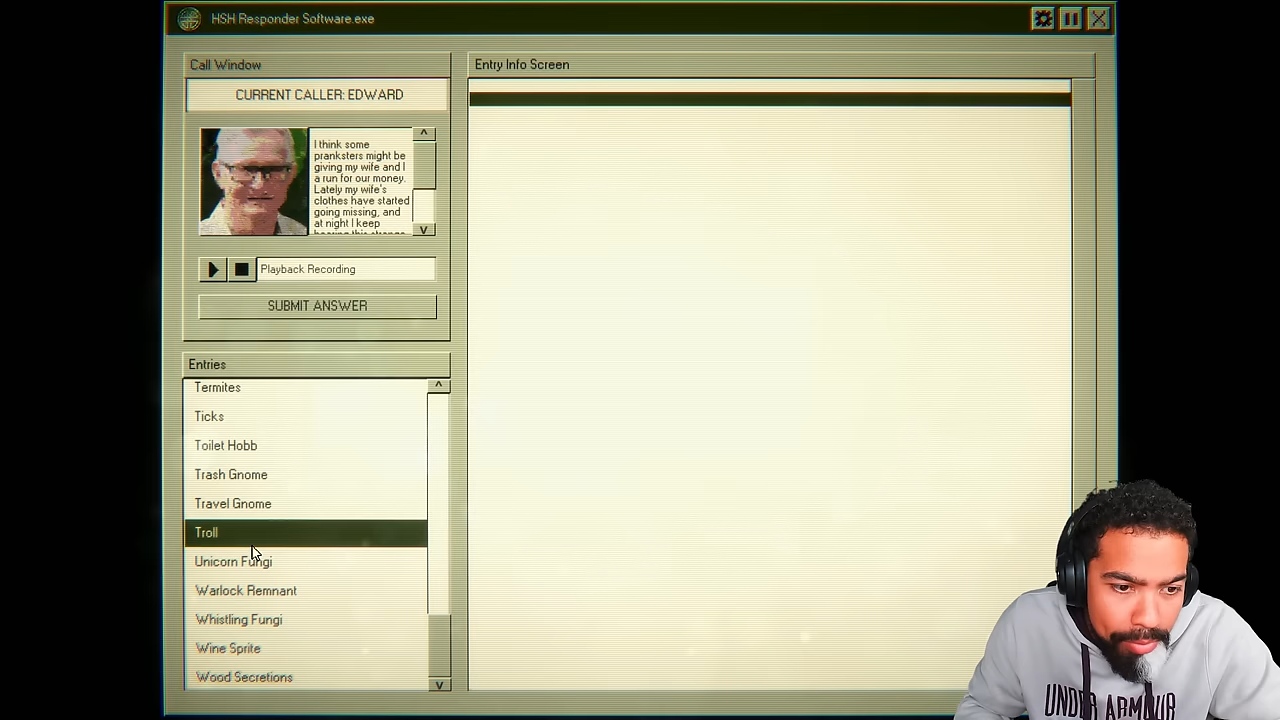 HSH Responder Software.exe
Call Window
Entry Info Screen
CURRENT CALLER: EDWARD
I think some
pranksters might be
giving my wife and I
a run for our money.
Lately my wife's
clothes have started
going missing, and
at night I keep
Playback Recording
SUBMIT ANSWER
Entries
Termites
Ticks
Toilet Hobb
Trash Gnome
Travel Gnome
Troll
Unicorn Fungi
Warlock Remnant
Whistling Fungi
Wine Sprite
Wood Secretions
UNDER ARMOUR